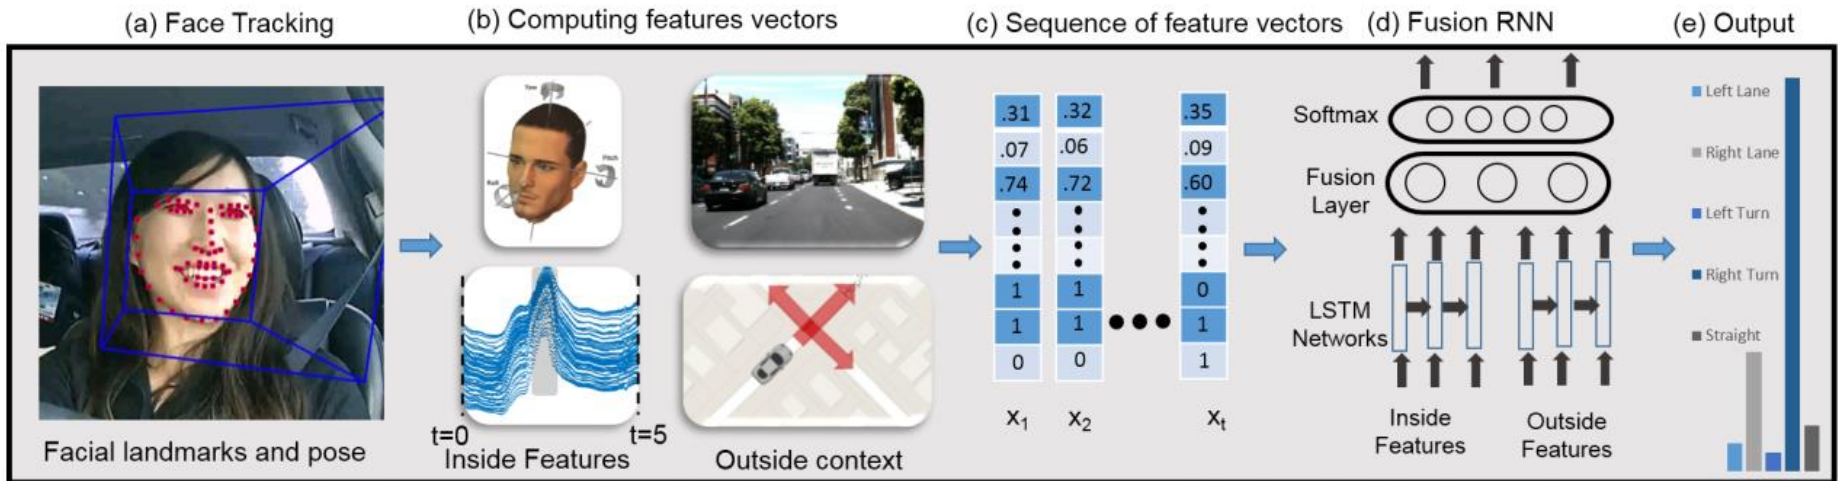 (a) Face Tracking
(b) Computing features vectors
(c) Sequence of feature vectors
(d) Fusion RNN
(e) Output
Facial landmarks and pose
Yaw
Pitch
Roll
t=0
t=5
Inside Features
Outside context
.31 .32 .35
.07 .06 .09
.74 .72 .60
1 1 0
1 1 1
0 0 1
x1 x2 xt
Softmax
Fusion
Layer
LSTM
Networks
Inside
Features
Outside
Features
Left Lane
Right Lane
Left Turn
Right Turn
Straight